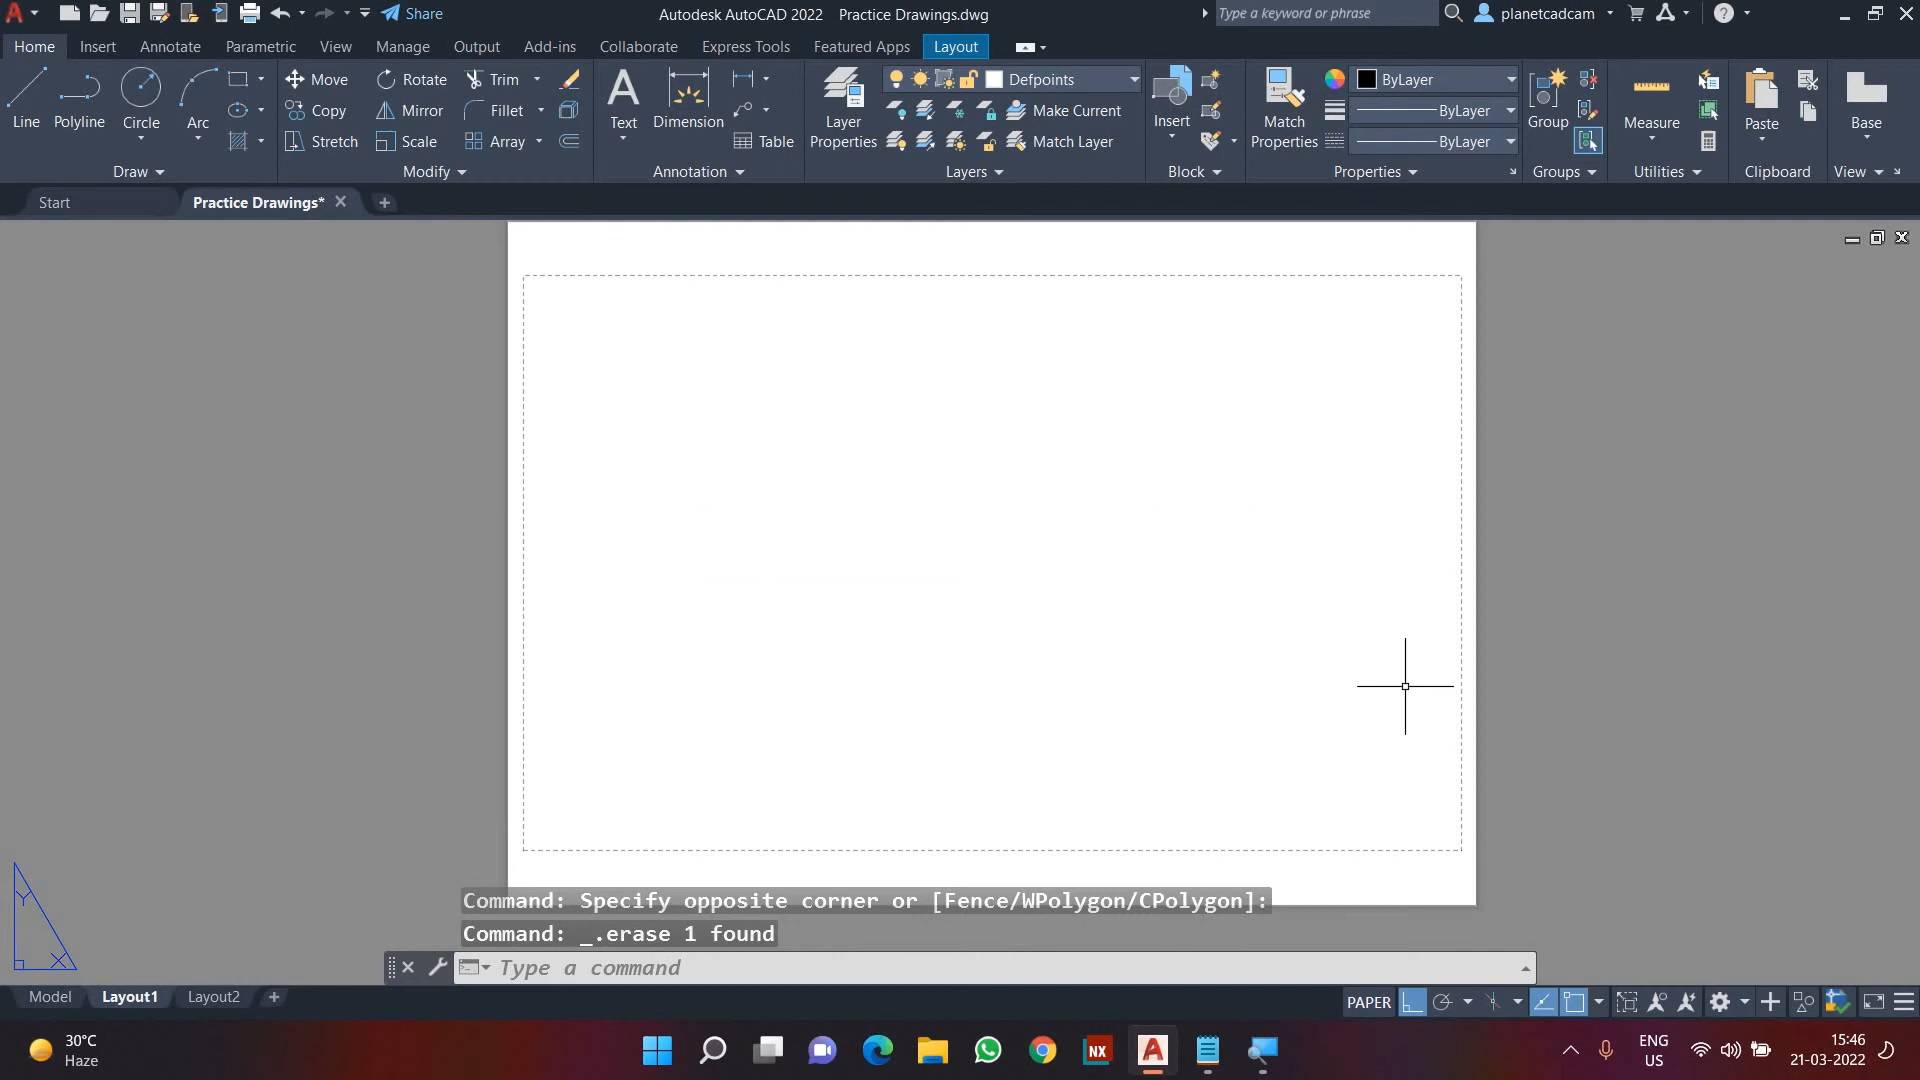 Share
Autodesk AutoCAD 2022 Practice Drawings.dwg
Type a keyword or phrase
planetcadcam
Home Insert Annotate Parametric View Manage Output Add-ins Collaborate Express Tools Featured Apps Layout
Line Polyline Circle Arc
Move Rotate Trim
Copy Mirror Fillet
Stretch Scale Array
Text Dimension
Table
Layer
Properties
Defpoints
Make Current
Match Layer
Insert
Match
Properties
ByLayer
ByLayer
ByLayer
Group
Measure
Paste
Base
Draw Modify Annotation Layers Block Properties Groups Utilities Clipboard View
Start Practice Drawings*
Y
X
Command: Specify opposite corner or [Fence/WPolygon/CPolygon]:
Command: _.erase 1 found
Type a command
Model Layout1 Layout2
PAPER
30°C
Haze
NX
ENG
US
15:46
21-03-2022